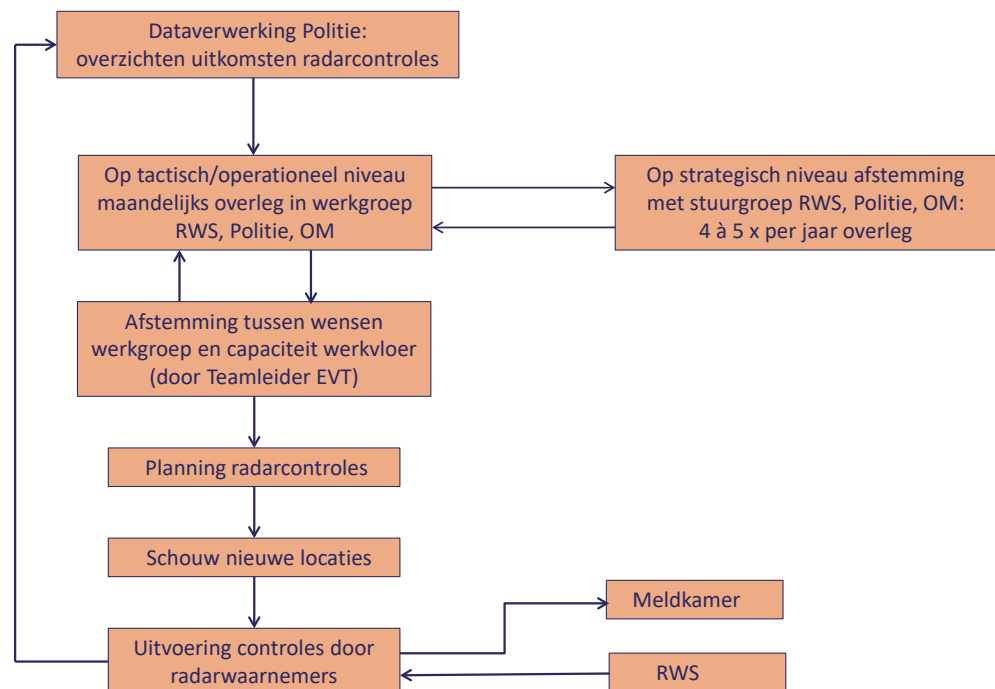 Dataverwerking Politie:
overzichten uitkomsten radarcontroles
Op tactisch/operationeel niveau
maandelijks overleg in werkgroep
RWS, Politie, OM
Op strategisch niveau afstemming
met stuurgroep RWS, Politie, OM:
4 à 5 x per jaar overleg
Afstemming tussen wensen
werkgroep en capaciteit werkvloer
(door Teamleider EVT)
Planning radarcontroles
Schouw nieuwe locaties
Meldkamer
Uitvoering controles door
radarwaarnemers
RWS